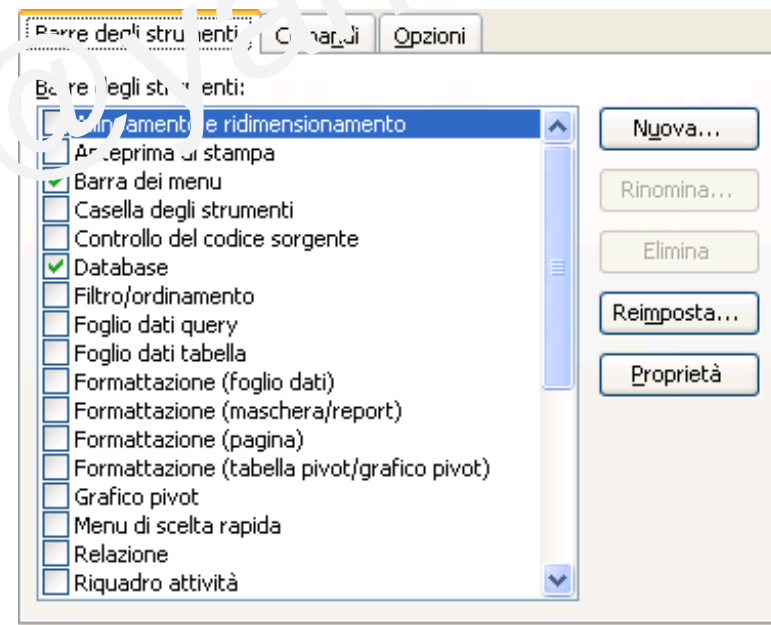 Barre degli strumenti Comandi Opzioni
Barre degli strumenti:
Allineamento e ridimensionamento
Anteprima di stampa
Barra dei menu
Casella degli strumenti
Controllo del codice sorgente
Database
Filtro/ordinamento
Foglio dati query
Foglio dati tabella
Formattazione (foglio dati)
Formattazione (maschera/report)
Formattazione (pagina)
Formattazione (tabella pivot/grafico pivot)
Grafico pivot
Menu di scelta rapida
Relazione
Riquadro attività
Nuova...
Rinomina...
Elimina
Reimposta...
Proprietà